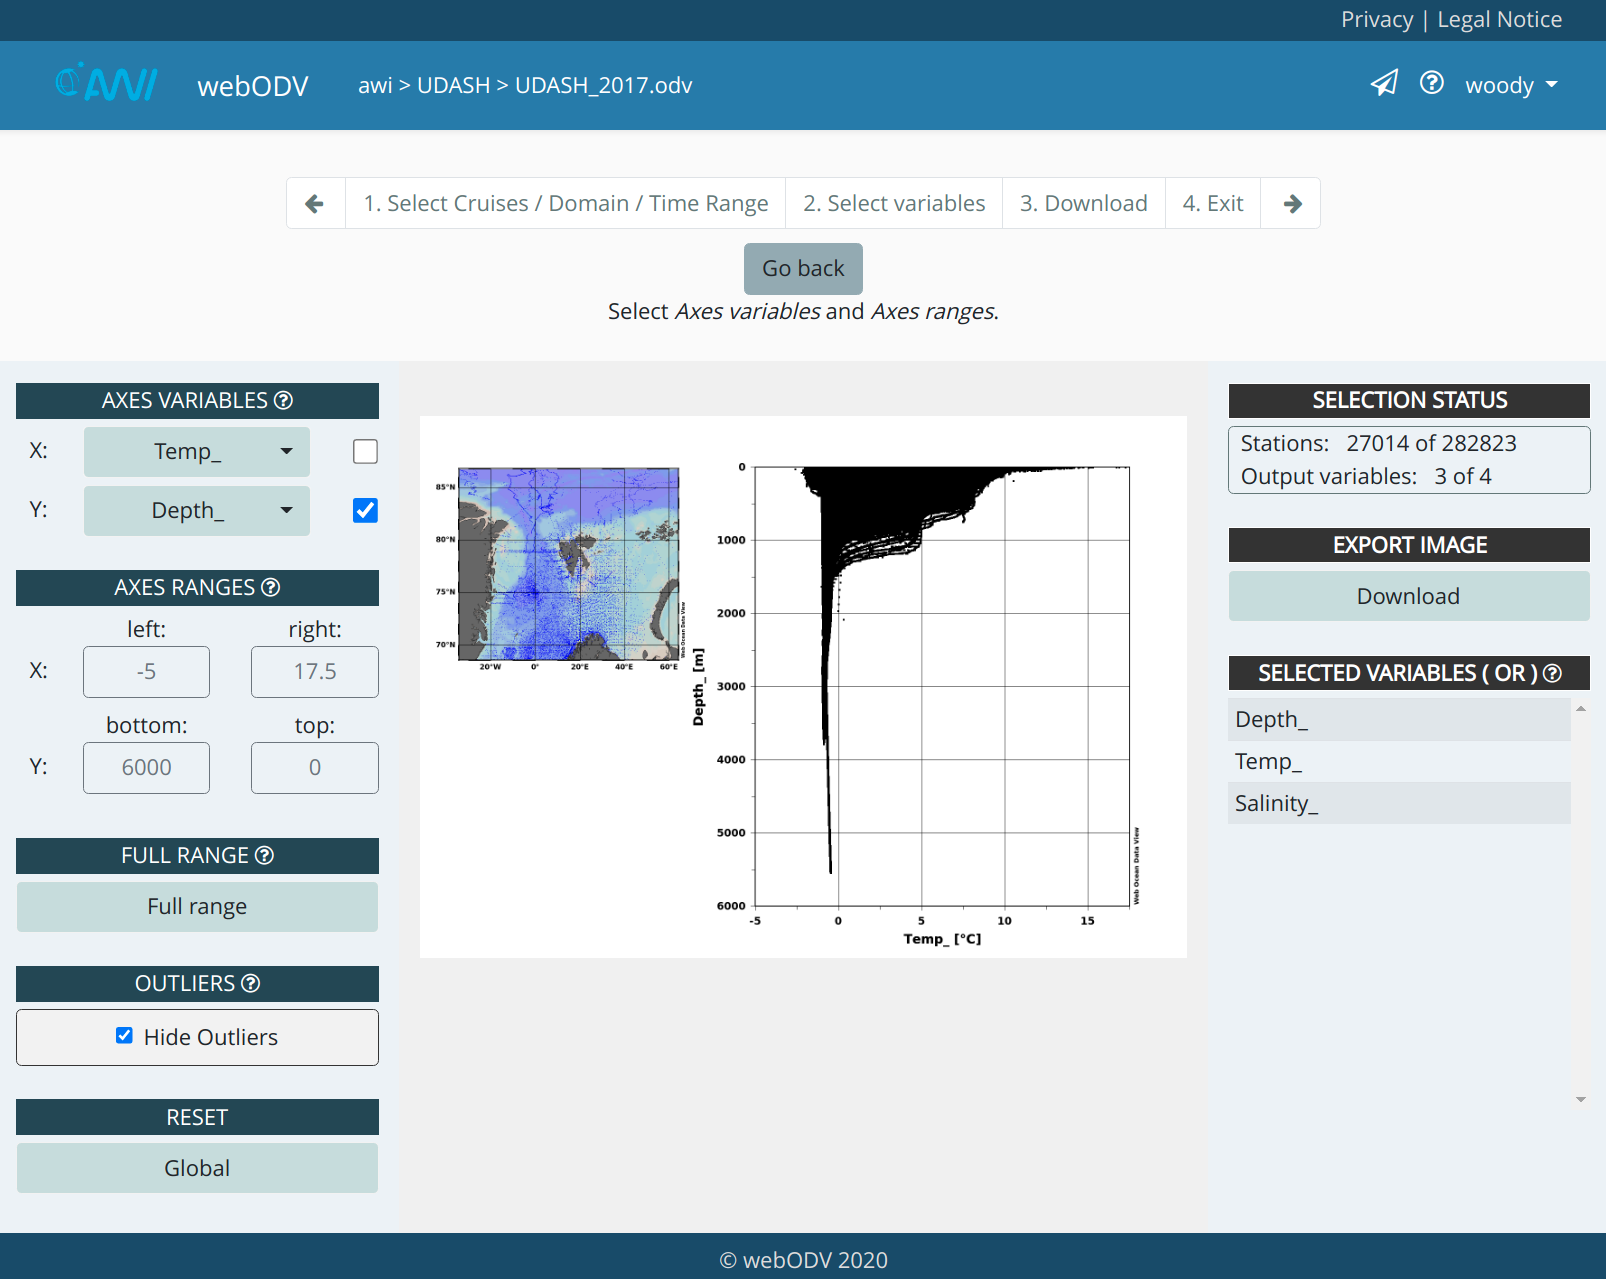 Privacy | Legal Notice
AWI webODV awi > UDASH > UDASH_2017.odv woody
1. Select Cruises / Domain / Time Range 2. Select variables 3. Download 4. Exit
Go back
Select Axes variables and Axes ranges.
AXES VARIABLES
X: Temp_
Y: Depth_
AXES RANGES
left: right:
X: -5 17.5
bottom: top:
Y: 6000 0
FULL RANGE
Full range
OUTLIERS
Hide Outliers
RESET
Global
85°N
80°N
75°N
70°N
20°W 0° 20°E 40°E 60°E
Web Ocean Data View
Depth_ [m]
0
1000
2000
3000
4000
5000
6000
-5 0 5 10 15
Temp_ [°C]
Web Ocean Data View
SELECTION STATUS
Stations: 27014 of 282823
Output variables: 3 of 4
EXPORT IMAGE
Download
SELECTED VARIABLES ( OR )
Depth_
Temp_
Salinity_
© webODV 2020